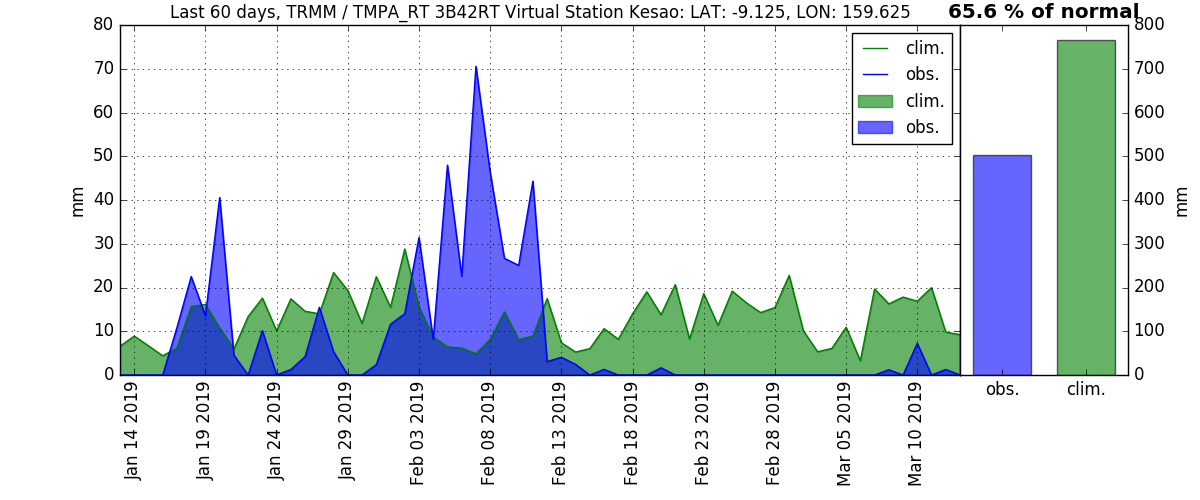 Last 60 days, TRMM / TMPA_RT 3B42RT Virtual Station Kesao: LAT: -9.125, LON: 159.625
65.6 % of normal
80
70
60
50
40
30
20
10
0
mm
clim.
obs.
clim.
obs.
800
700
600
500
400
300
200
100
0
mm
Jan 14 2019
Jan 19 2019
Jan 24 2019
Jan 29 2019
Feb 03 2019
Feb 08 2019
Feb 13 2019
Feb 18 2019
Feb 23 2019
Feb 28 2019
Mar 05 2019
Mar 10 2019
obs.
clim.